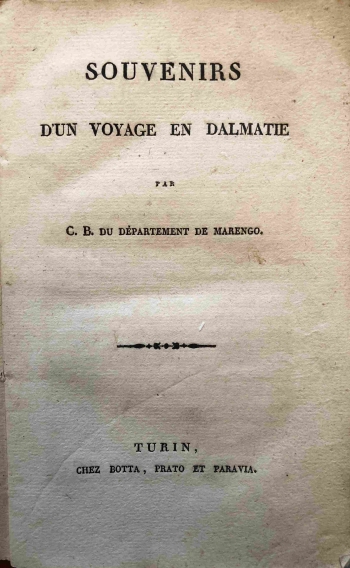 SOUVENIRS
D'UN VOYAGE EN DALMATIE
PAR
C. B. DU DÉPARTEMENT DE MARENGO.
TURIN,
CHEZ BOTTA, PRATO ET PARAVIA.